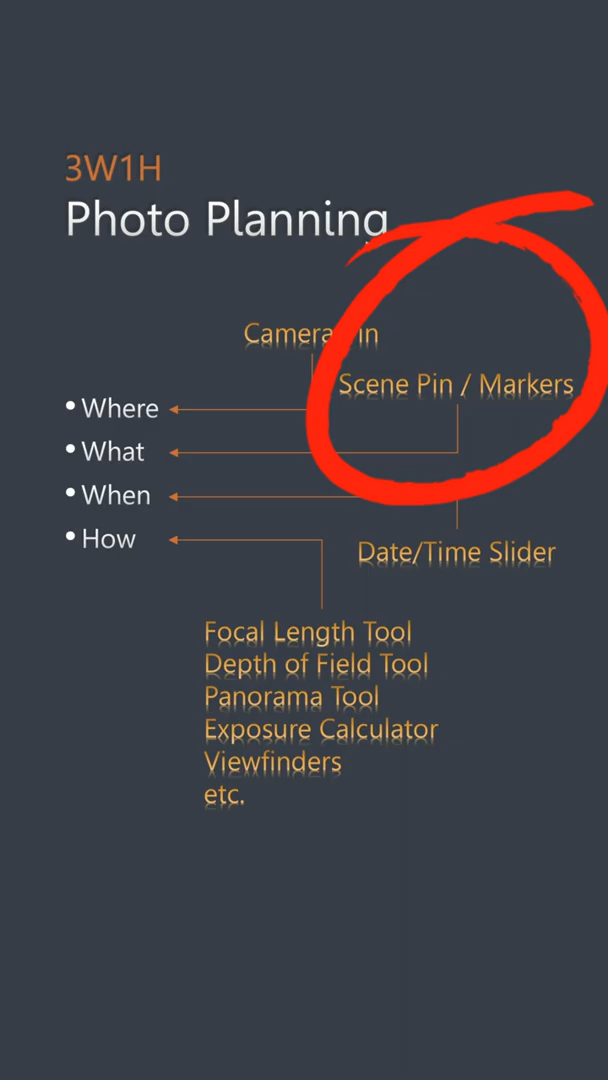 3W1H
Photo Planning
Camera Pin
Scene Pin / Markers
• Where
• What
• When
• How
Date/Time Slider
Focal Length Tool
Depth of Field Tool
Panorama Tool
Exposure Calculator
Viewfinders
etc.